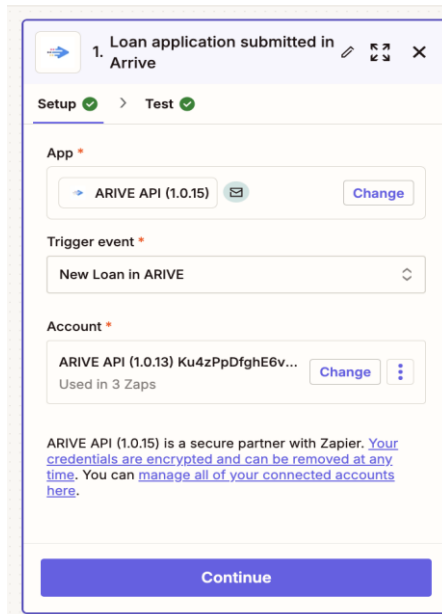 1. Loan application submitted in
Arrive
Setup
Test
App *
ARIVE API (1.0.15)
Change
Trigger event *
New Loan in ARIVE
Account *
ARIVE API (1.0.13) Ku4zPpDfghE6v...
Used in 3 Zaps
Change
ARIVE API (1.0.15) is a secure partner with Zapier. Your
credentials are encrypted and can be removed at any
time. You can manage all of your connected accounts
here.
Continue